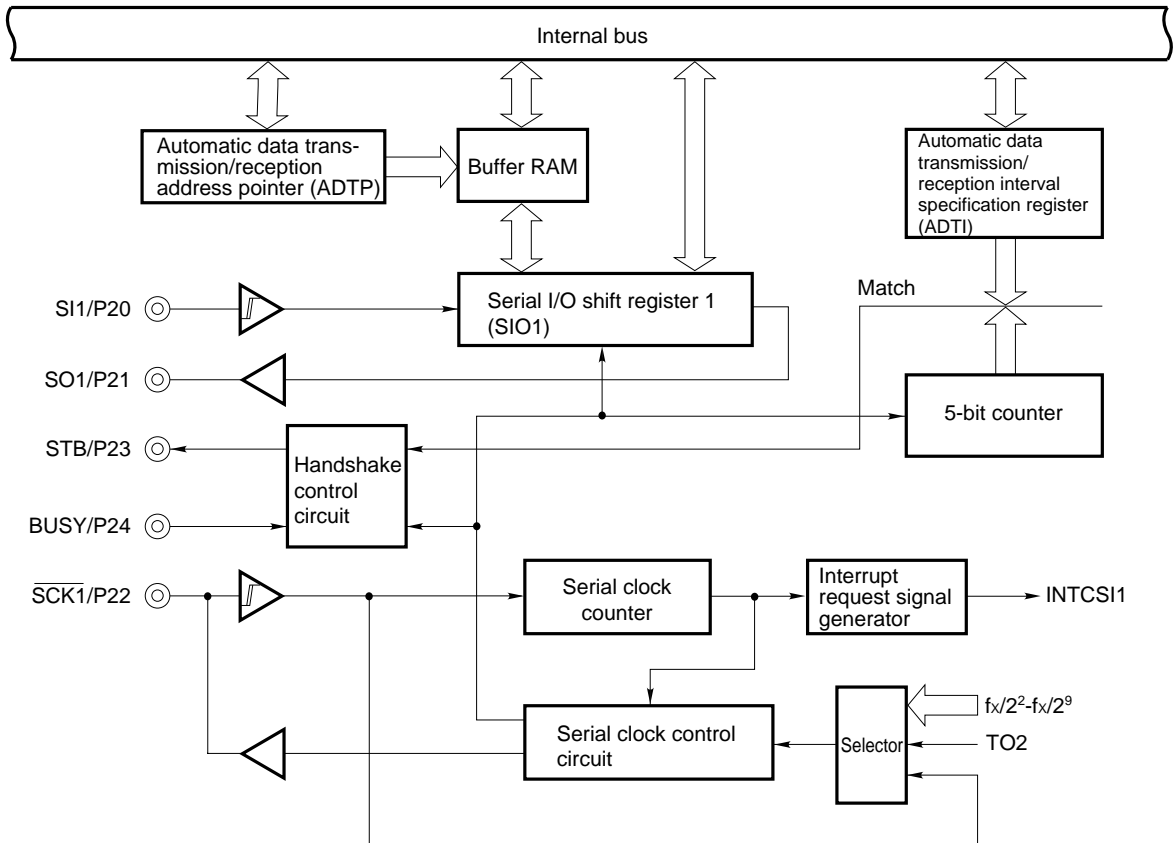 Internal bus
Automatic data trans-
mission/reception
address pointer (ADTP)
Buffer RAM
Automatic data
transmission/
reception interval
specification register
(ADTI)
Match
SI1/P20
Serial I/O shift register 1
(SIO1)
SO1/P21
5-bit counter
STB/P23
Handshake
control
circuit
BUSY/P24
SCK1/P22
Serial clock
counter
Interrupt
request signal
generator
INTCSI1
Serial clock control
circuit
Selector
fx/2²-fx/2⁹
TO2